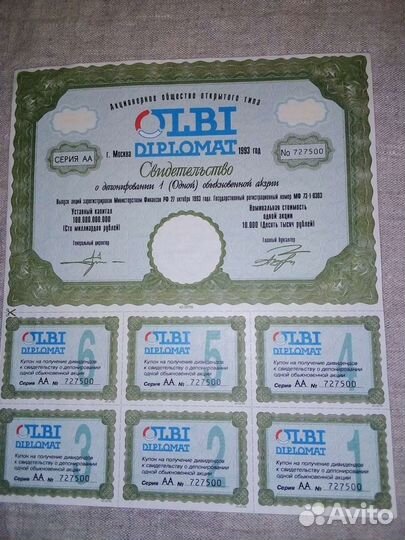 Акционерное общество открытого типа
OLBI
DIPLOMAT
СЕРИЯ АА
г. Москва
1993 год
No 727500
Свидетельство
о депонировании 1 (Одной) обыкновенной акции
Выпуск акций зарегистрирован Министерством Финансов РФ 27 октября 1993 года. Государственный регистрационный номер МФ 73-1-0303
Уставный капитал
100.000.000.000
(Сто миллиардов рублей)
Номинальная стоимость
одной акции
10.000 (Десять тысяч рублей)
Генеральный директор
Главный бухгалтер
OLBI
DIPLOMAT
6
Купон на получение дивидендов
к свидетельству о депонировании
одной обыкновенной акции
Серия АА № 727500
OLBI
DIPLOMAT
5
Купон на получение дивидендов
к свидетельству о депонировании
одной обыкновенной акции
Серия АА № 727500
OLBI
DIPLOMAT
4
Купон на получение дивидендов
к свидетельству о депонировании
одной обыкновенной акции
Серия АА № 727500
OLBI
DIPLOMAT
3
Купон на получение дивидендов
к свидетельству о депонировании
одной обыкновенной акции
Серия АА № 727500
OLBI
DIPLOMAT
2
Купон на получение дивидендов
к свидетельству о депонировании
одной обыкновенной акции
Серия АА № 727500
OLBI
DIPLOMAT
1
Купон на получение дивидендов
к свидетельству о депонировании
одной обыкновенной акции
Серия АА № 727500
Avito